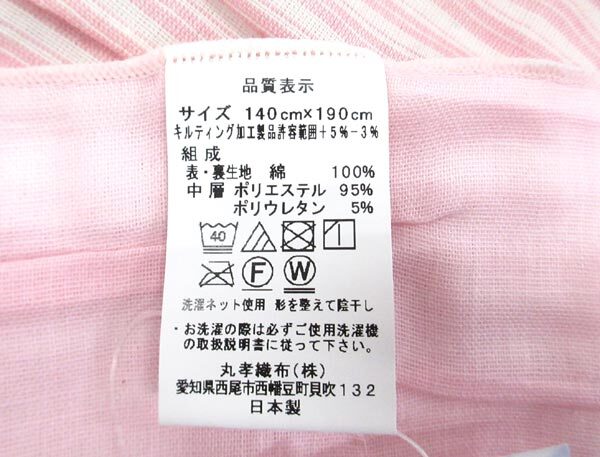 品質表示
サイズ 140cm×190cm
キルティング加工製品許容範囲+5%-3%
組成
表・裏生地 綿 100%
中層 ポリエステル 95%
ポリウレタン 5%
40
F W
洗濯ネット使用 形を整えて陰干し
・お洗濯の際は必ずご使用洗濯機
の取扱説明書に従って下さい。
丸孝織布(株)
愛知県西尾市西幡豆町貝吹132
日本製